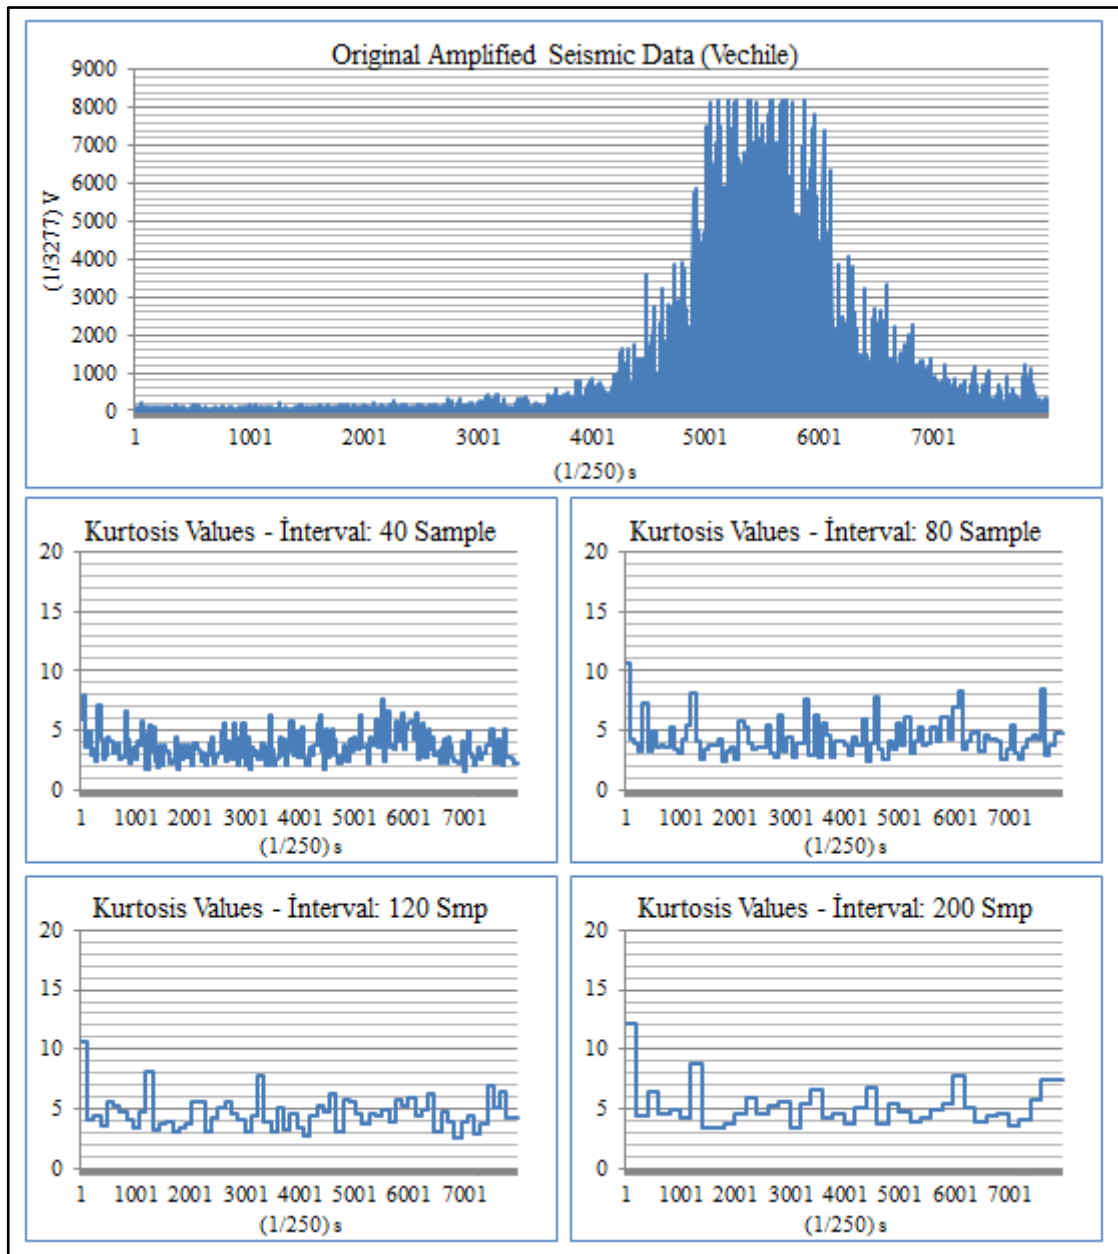 Original Amplified Seismic Data (Vechile)
9000
8000
7000
6000
5000
4000
3000
2000
1000
0
(1/3277) V
1 1001 2001 3001 4001 5001 6001 7001
(1/250) s
Kurtosis Values - İnterval: 40 Sample
20
15
10
5
0
1 1001 2001 3001 4001 5001 6001 7001
(1/250) s
Kurtosis Values - İnterval: 80 Sample
20
15
10
5
0
1 1001 2001 3001 4001 5001 6001 7001
(1/250) s
Kurtosis Values - İnterval: 120 Smp
20
15
10
5
0
1 1001 2001 3001 4001 5001 6001 7001
(1/250) s
Kurtosis Values - İnterval: 200 Smp
20
15
10
5
0
1 1001 2001 3001 4001 5001 6001 7001
(1/250) s